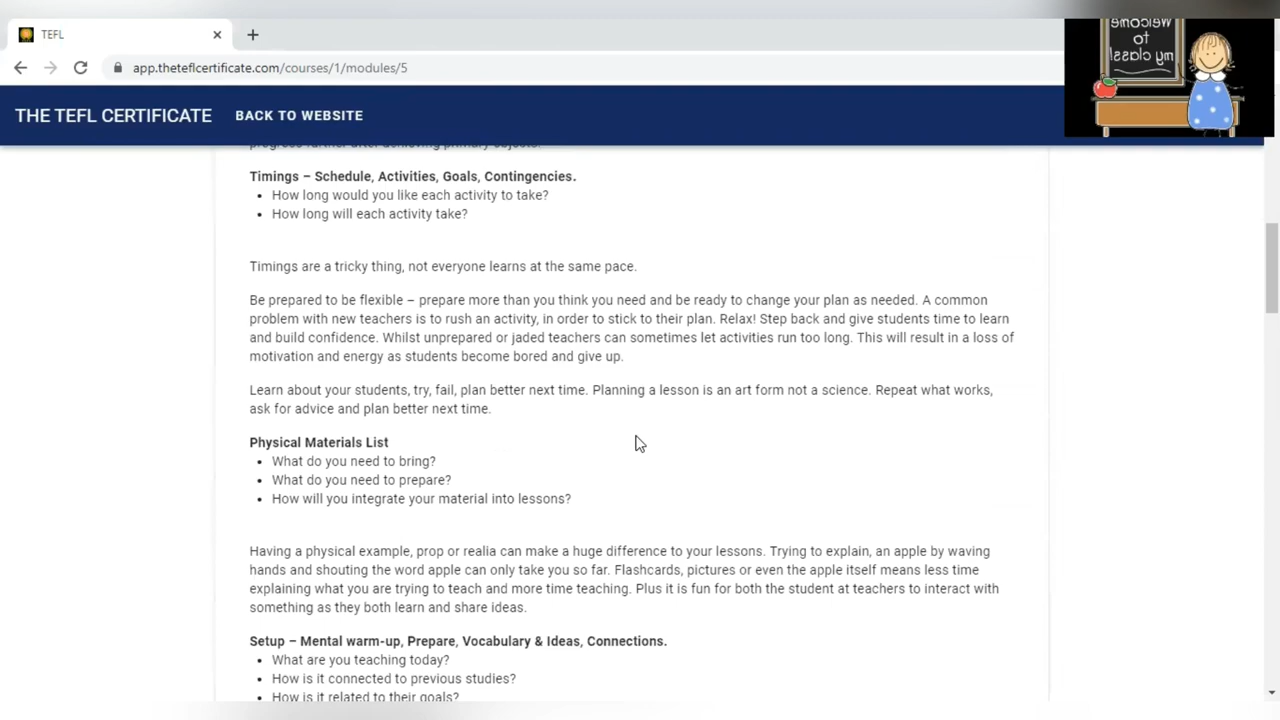 TEFL
app.theteflcertificate.com/courses/1/modules/5
Welcome
to
my class!
THE TEFL CERTIFICATE
BACK TO WEBSITE
progress further after achieving primary objects.
Timings – Schedule, Activities, Goals, Contingencies.
• How long would you like each activity to take?
• How long will each activity take?
Timings are a tricky thing, not everyone learns at the same pace.
Be prepared to be flexible – prepare more than you think you need and be ready to change your plan as needed. A common
problem with new teachers is to rush an activity, in order to stick to their plan. Relax! Step back and give students time to learn
and build confidence. Whilst unprepared or jaded teachers can sometimes let activities run too long. This will result in a loss of
motivation and energy as students become bored and give up.
Learn about your students, try, fail, plan better next time. Planning a lesson is an art form not a science. Repeat what works,
ask for advice and plan better next time.
Physical Materials List
• What do you need to bring?
• What do you need to prepare?
• How will you integrate your material into lessons?
Having a physical example, prop or realia can make a huge difference to your lessons. Trying to explain, an apple by waving
hands and shouting the word apple can only take you so far. Flashcards, pictures or even the apple itself means less time
explaining what you are trying to teach and more time teaching. Plus it is fun for both the student at teachers to interact with
something as they both learn and share ideas.
Setup – Mental warm-up, Prepare, Vocabulary & Ideas, Connections.
• What are you teaching today?
• How is it connected to previous studies?
• How is it related to their goals?